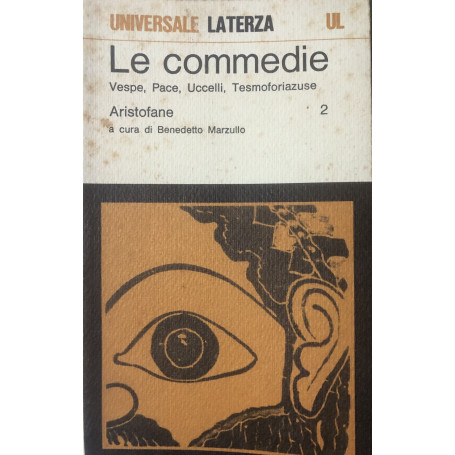 UNIVERSALE LATERZA UL
Le commedie
Vespe, Pace, Uccelli, Tesmoforiazuse
Aristofane 2
a cura di Benedetto Marzullo